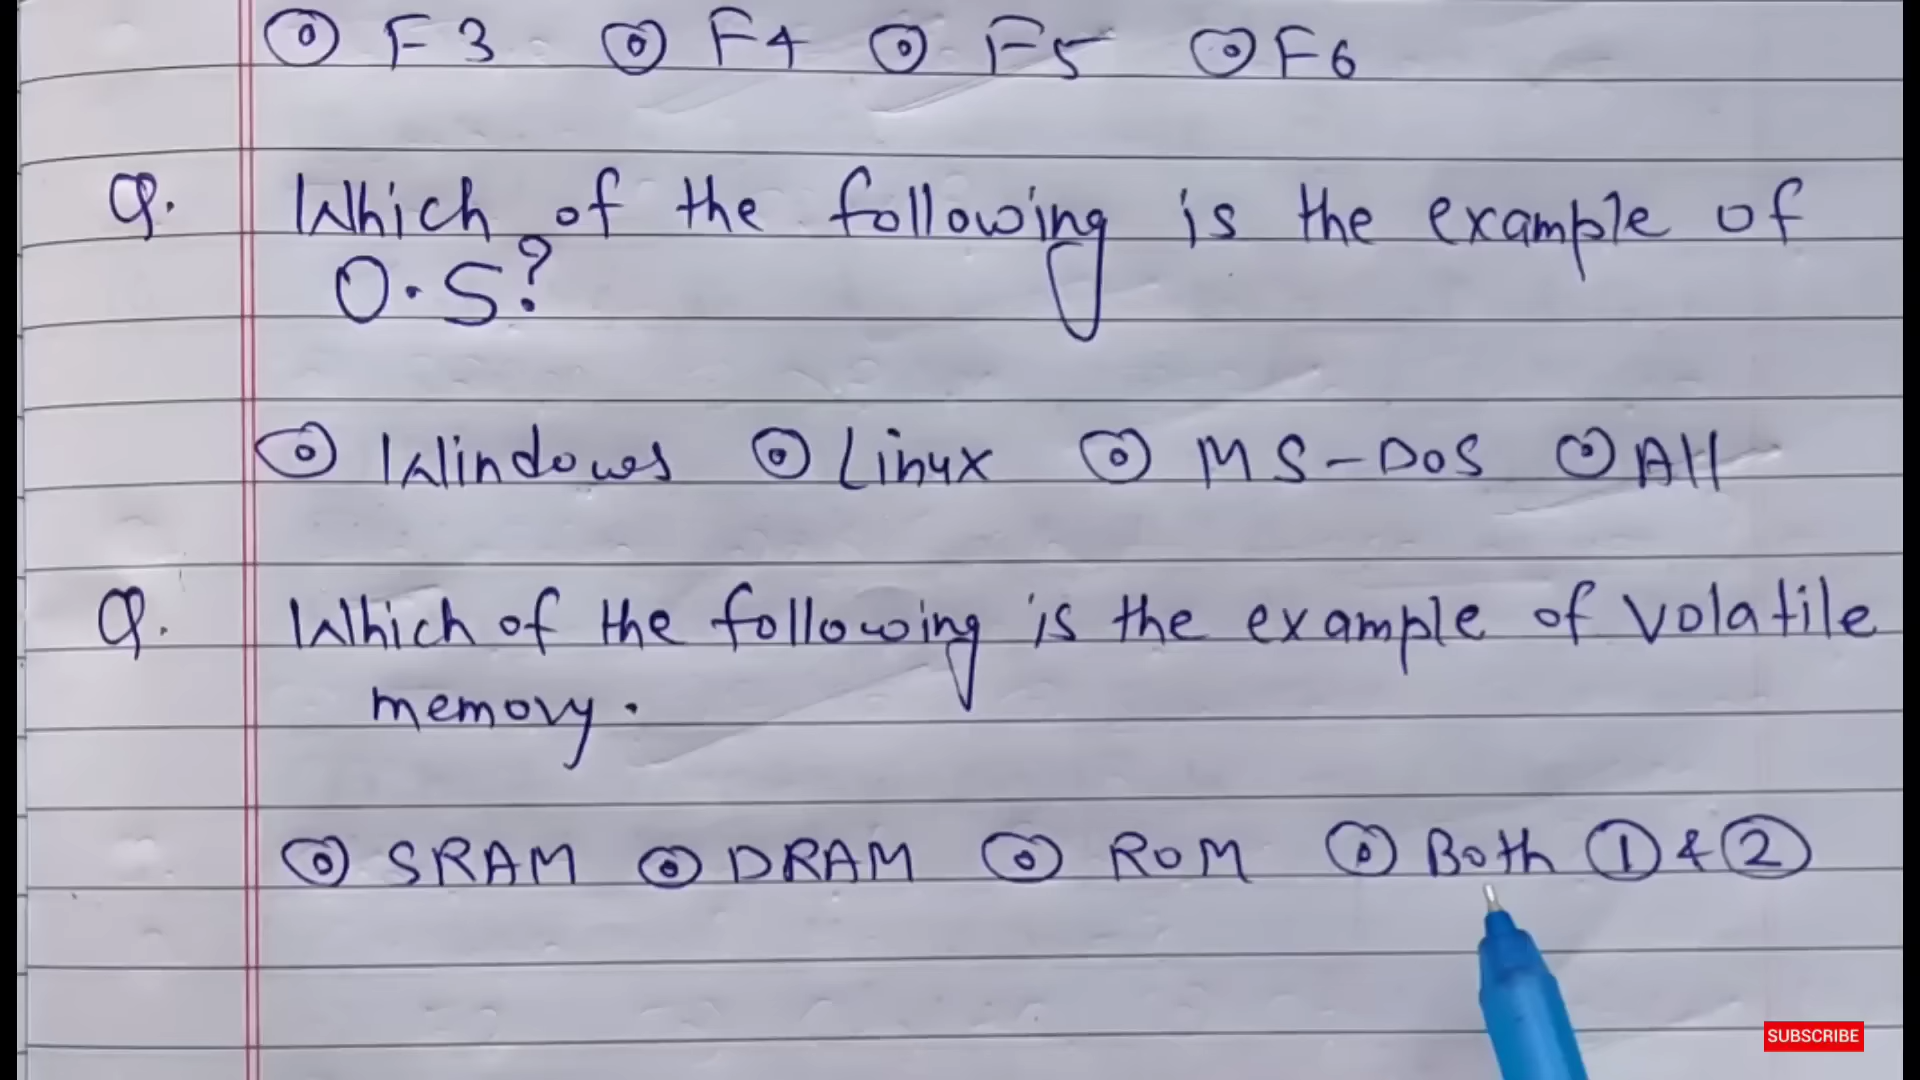 ⊙ F3 ⊙ F4 ⊙ F5 ⊙ F6
Q. Which of the following is the example of
O.S?
⊙ Windows ⊙ Linux ⊙ MS-DOS ⊙ All
Q. Which of the following is the example of volatile
memory.
⊙ SRAM ⊙ DRAM ⊙ ROM ⊙ Both ① & ②
SUBSCRIBE